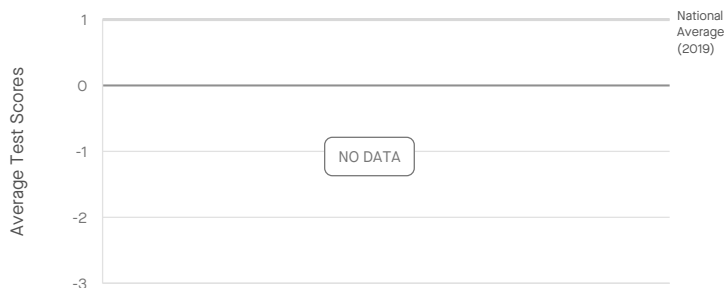 1
National
Average
(2019)
0
-1
NO DATA
-2
-3
Average Test Scores